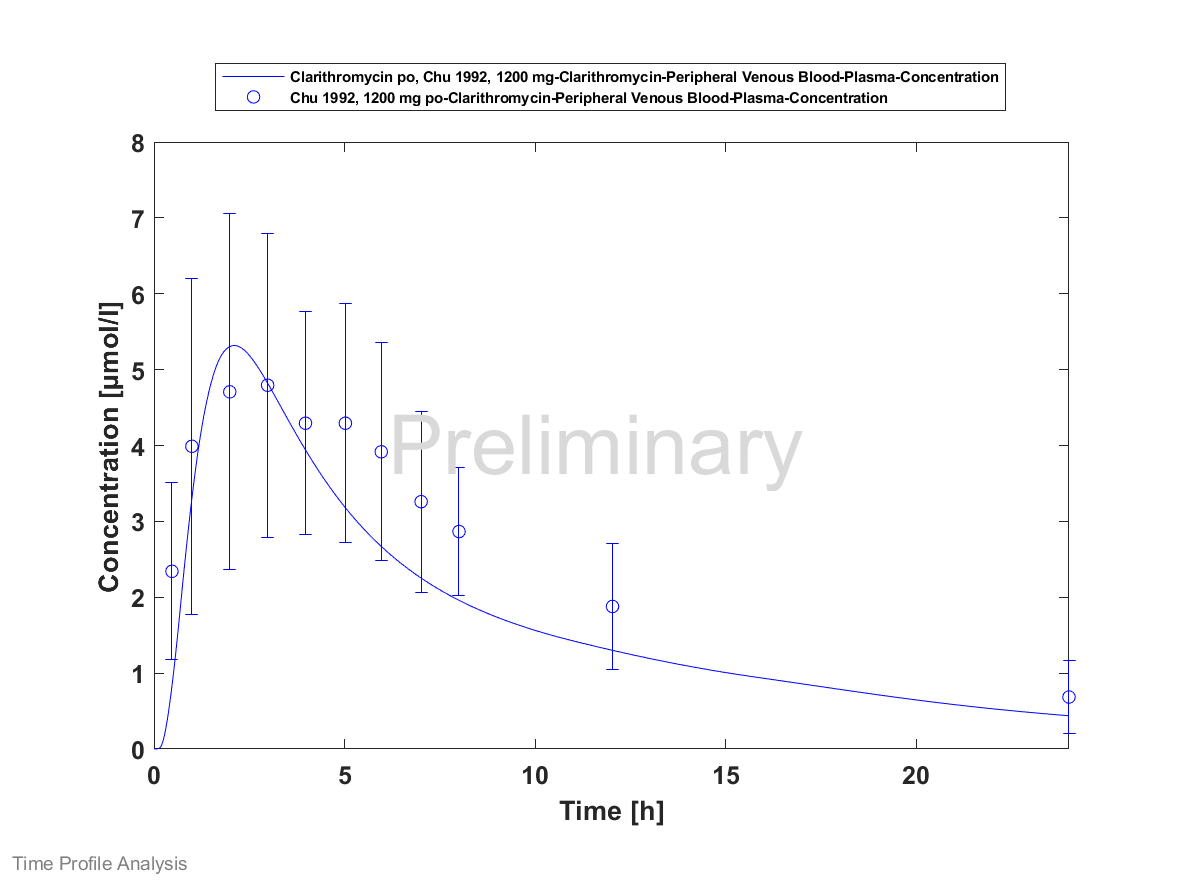 Clarithromycin po, Chu 1992, 1200 mg-Clarithromycin-Peripheral Venous Blood-Plasma-Concentration
Chu 1992, 1200 mg po-Clarithromycin-Peripheral Venous Blood-Plasma-Concentration
8
7
6
5
4
3
2
1
0
Concentration [µmol/l]
Preliminary
0 5 10 15 20
Time [h]
Time Profile Analysis